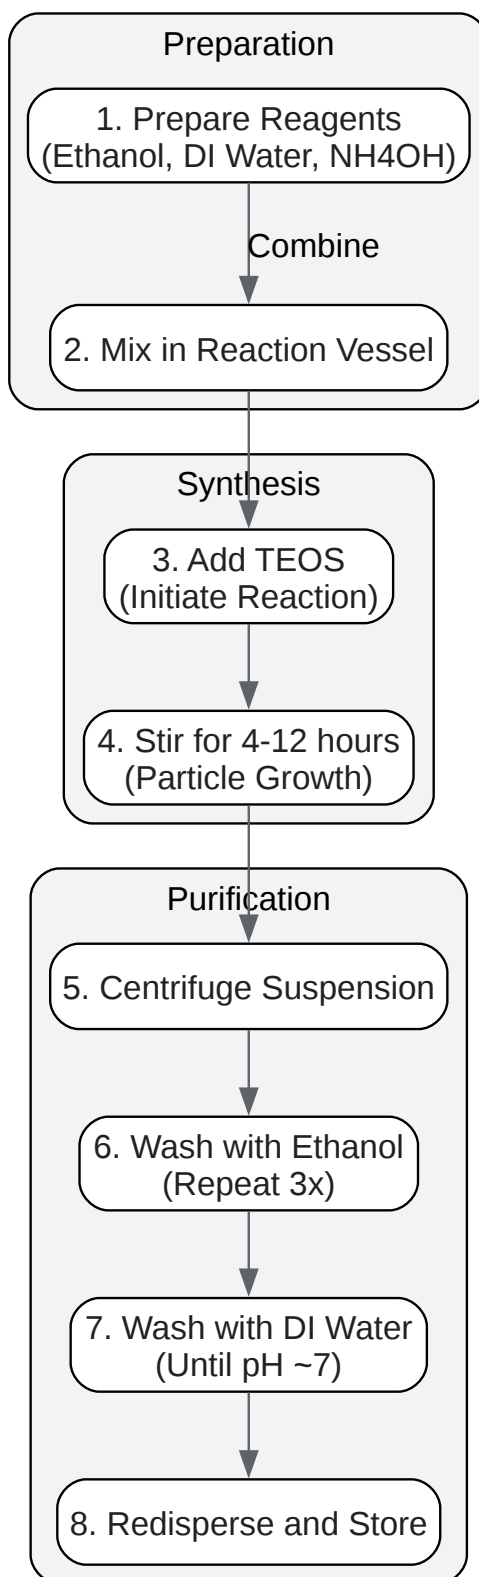 Preparation
1. Prepare Reagents
(Ethanol, DI Water, NH4OH)
Combine
2. Mix in Reaction Vessel
Synthesis
3. Add TEOS
(Initiate Reaction)
4. Stir for 4-12 hours
(Particle Growth)
Purification
5. Centrifuge Suspension
6. Wash with Ethanol
(Repeat 3x)
7. Wash with DI Water
(Until pH ~7)
8. Redisperse and Store